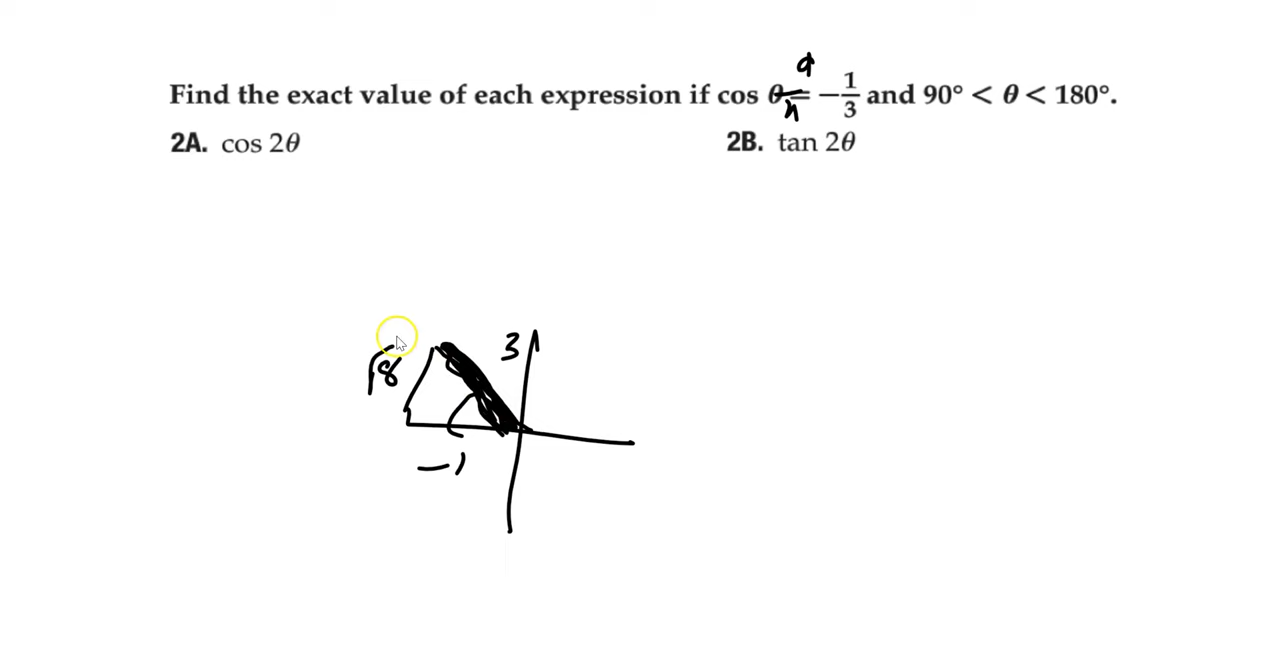 a
Find the exact value of each expression if cos θ = −1/3 and 90° < θ < 180°.
h
2A. cos 2θ
2B. tan 2θ
3
√8
−1